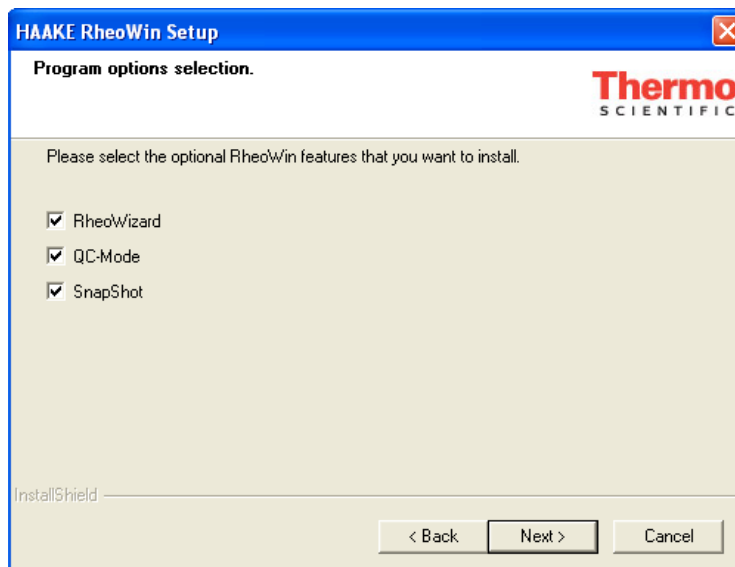 HAAKE RheoWin Setup
Program options selection.
Thermo
SCIENTIFIC
Please select the optional RheoWin features that you want to install.
RheoWizard
QC-Mode
SnapShot
InstallShield
< Back
Next >
Cancel